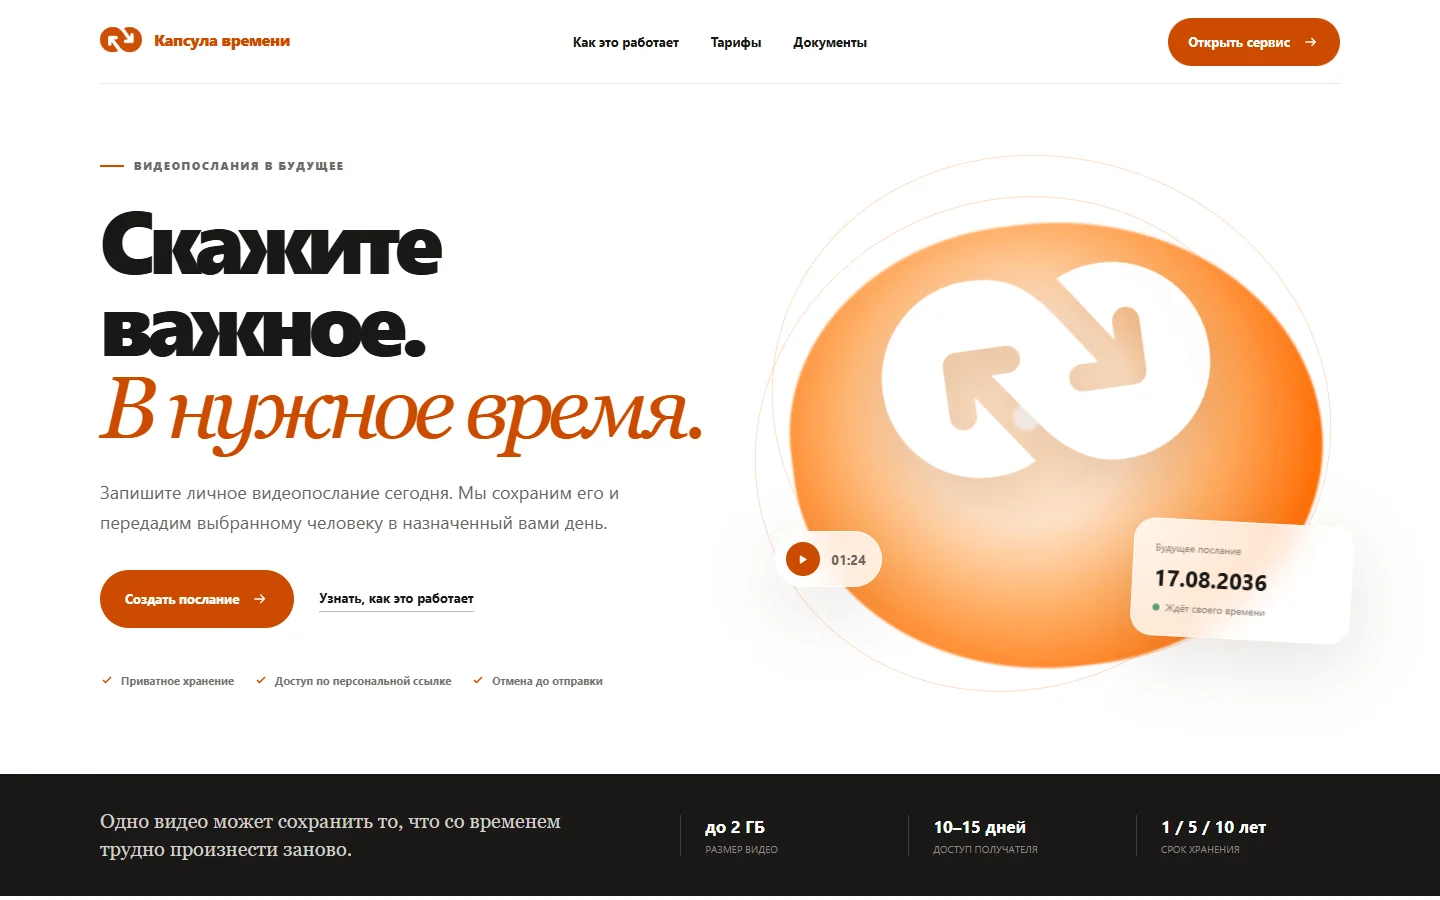 Капсула времени
Как это работает
Тарифы
Документы
Открыть сервис
ВИДЕОПОСЛАНИЯ В БУДУЩЕЕ
Скажите
важное.
В нужное время.
Запишите личное видеопослание сегодня. Мы сохраним его и
передадим выбранному человеку в назначенный вами день.
Создать послание
Узнать, как это работает
Приватное хранение
Доступ по персональной ссылке
Отмена до отправки
01:24
Будущее послание
17.08.2036
Ждёт своего времени
Одно видео может сохранить то, что со временем
трудно произнести заново.
до 2 ГБ
РАЗМЕР ВИДЕО
10–15 дней
ДОСТУП ПОЛУЧАТЕЛЯ
1 / 5 / 10 лет
СРОК ХРАНЕНИЯ